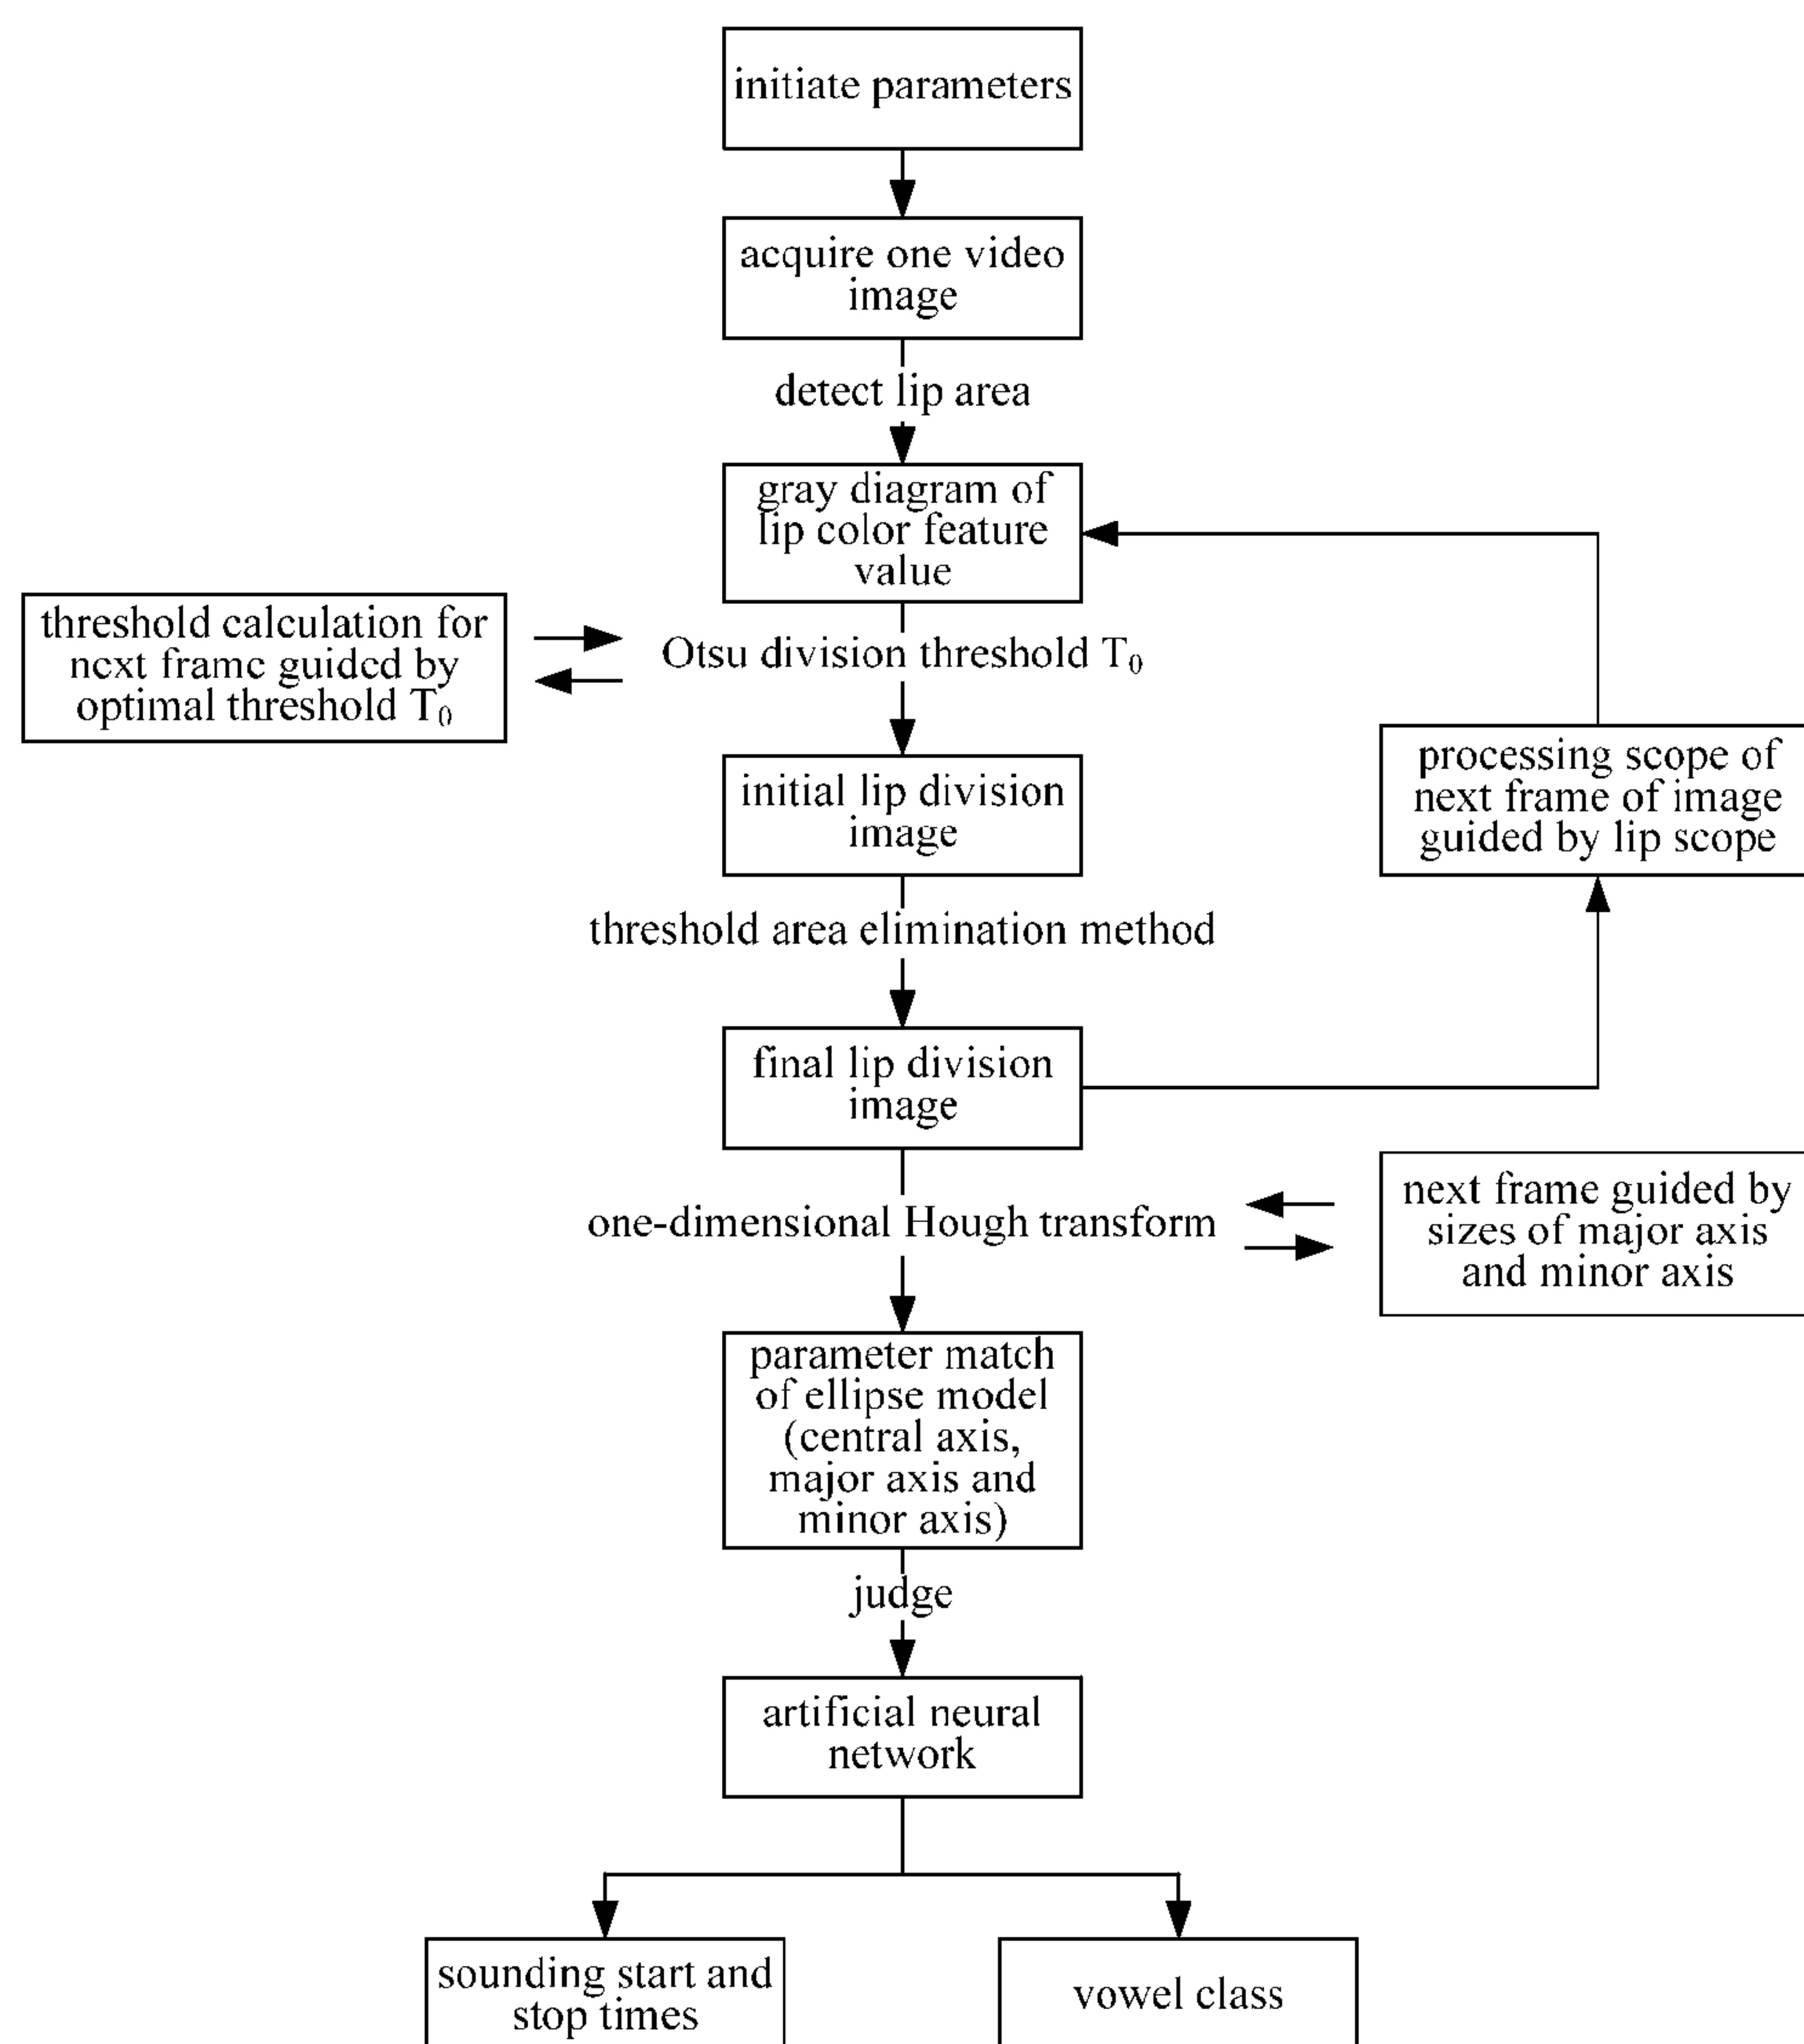 initiate parameters
acquire one video
image
detect lip area
gray diagram of
lip color feature
value
threshold calculation for
next frame guided by
optimal threshold T₀
Otsu division threshold T₀
initial lip division
image
processing scope of
next frame of image
guided by lip scope
threshold area elimination method
final lip division
image
one-dimensional Hough transform
next frame guided by
sizes of major axis
and minor axis
parameter match
of ellipse model
(central axis,
major axis and
minor axis)
judge
artificial neural
network
sounding start and
stop times
vowel class